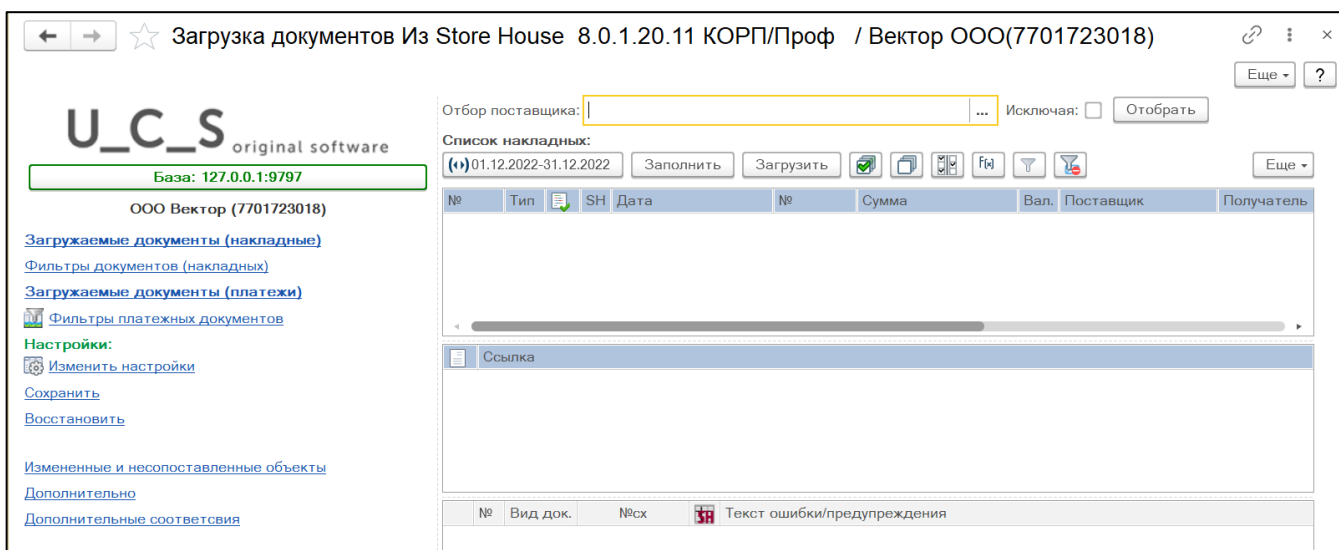 Загрузка документов Из Store House 8.0.1.20.11 КОРП/Проф / Вектор ООО(7701723018)
Еще ?
U_C_S original software
База: 127.0.0.1:9797
ООО Вектор (7701723018)
Загружаемые документы (накладные)
Фильтры документов (накладных)
Загружаемые документы (платежи)
Фильтры платежных документов
Настройки:
Изменить настройки
Сохранить
Восстановить
Измененные и несопоставленные объекты
Дополнительно
Дополнительные соответсвия
Отбор поставщика: ... Исключая: Отобрать
Список накладных:
01.12.2022-31.12.2022 Заполнить Загрузить F(x) Еще
№ Тип SH Дата № Сумма Вал. Поставщик Получатель
Ссылка
№ Вид док. №сх SH Текст ошибки/предупреждения